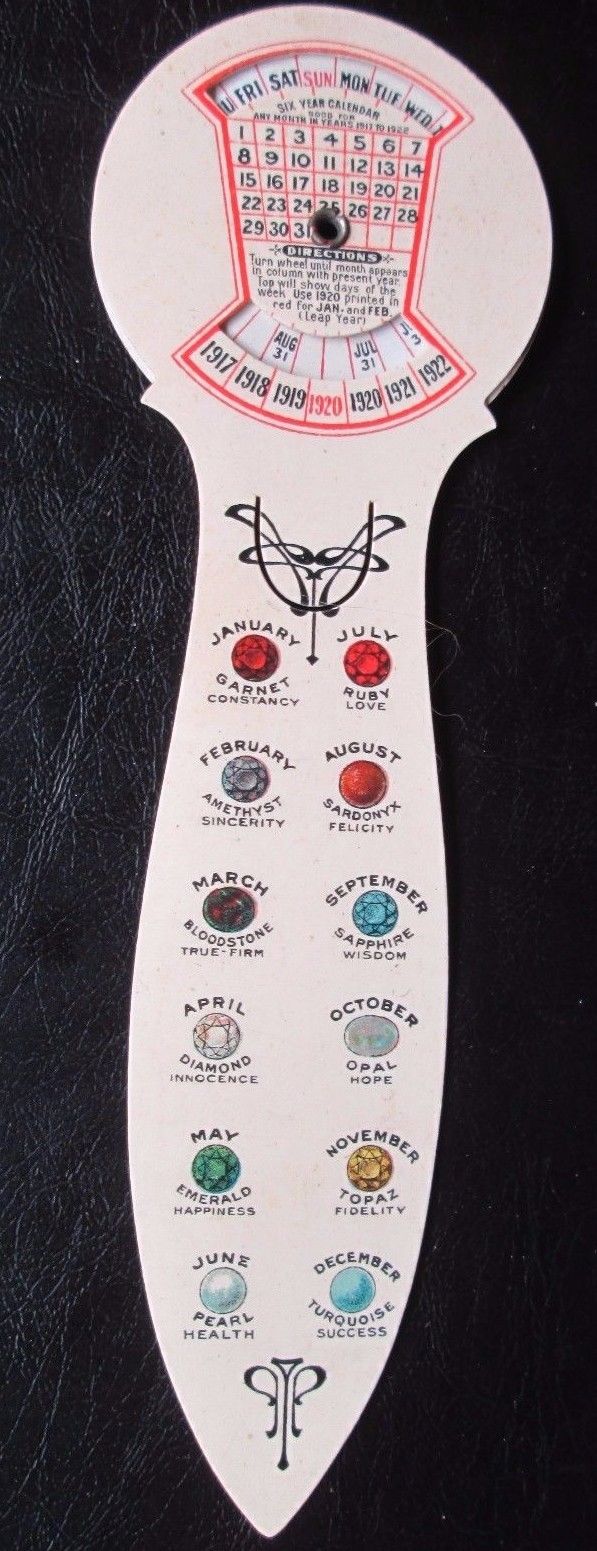 U FRI SAT SUN MON TUE WED
SIX YEAR CALENDAR
GOOD FOR
ANY MONTH IN YEARS 1917 TO 1922
1 2 3 4 5 6 7
8 9 10 11 12 13 14
15 16 17 18 19 20 21
22 23 24 25 26 27 28
29 30 31
DIRECTIONS
Turn wheel until month appears
in column with present year.
Top will show days of the
week. Use 1920 printed in
red for JAN. and FEB.
(Leap Year)
AUG JUL
31 31 3
1917 1918 1919 1920 1920 1921 1922
JANUARY
GARNET
CONSTANCY
JULY
RUBY
LOVE
FEBRUARY
AMETHYST
SINCERITY
AUGUST
SARDONYX
FELICITY
MARCH
BLOODSTONE
TRUE-FIRM
SEPTEMBER
SAPPHIRE
WISDOM
APRIL
DIAMOND
INNOCENCE
OCTOBER
OPAL
HOPE
MAY
EMERALD
HAPPINESS
NOVEMBER
TOPAZ
FIDELITY
JUNE
PEARL
HEALTH
DECEMBER
TURQUOISE
SUCCESS